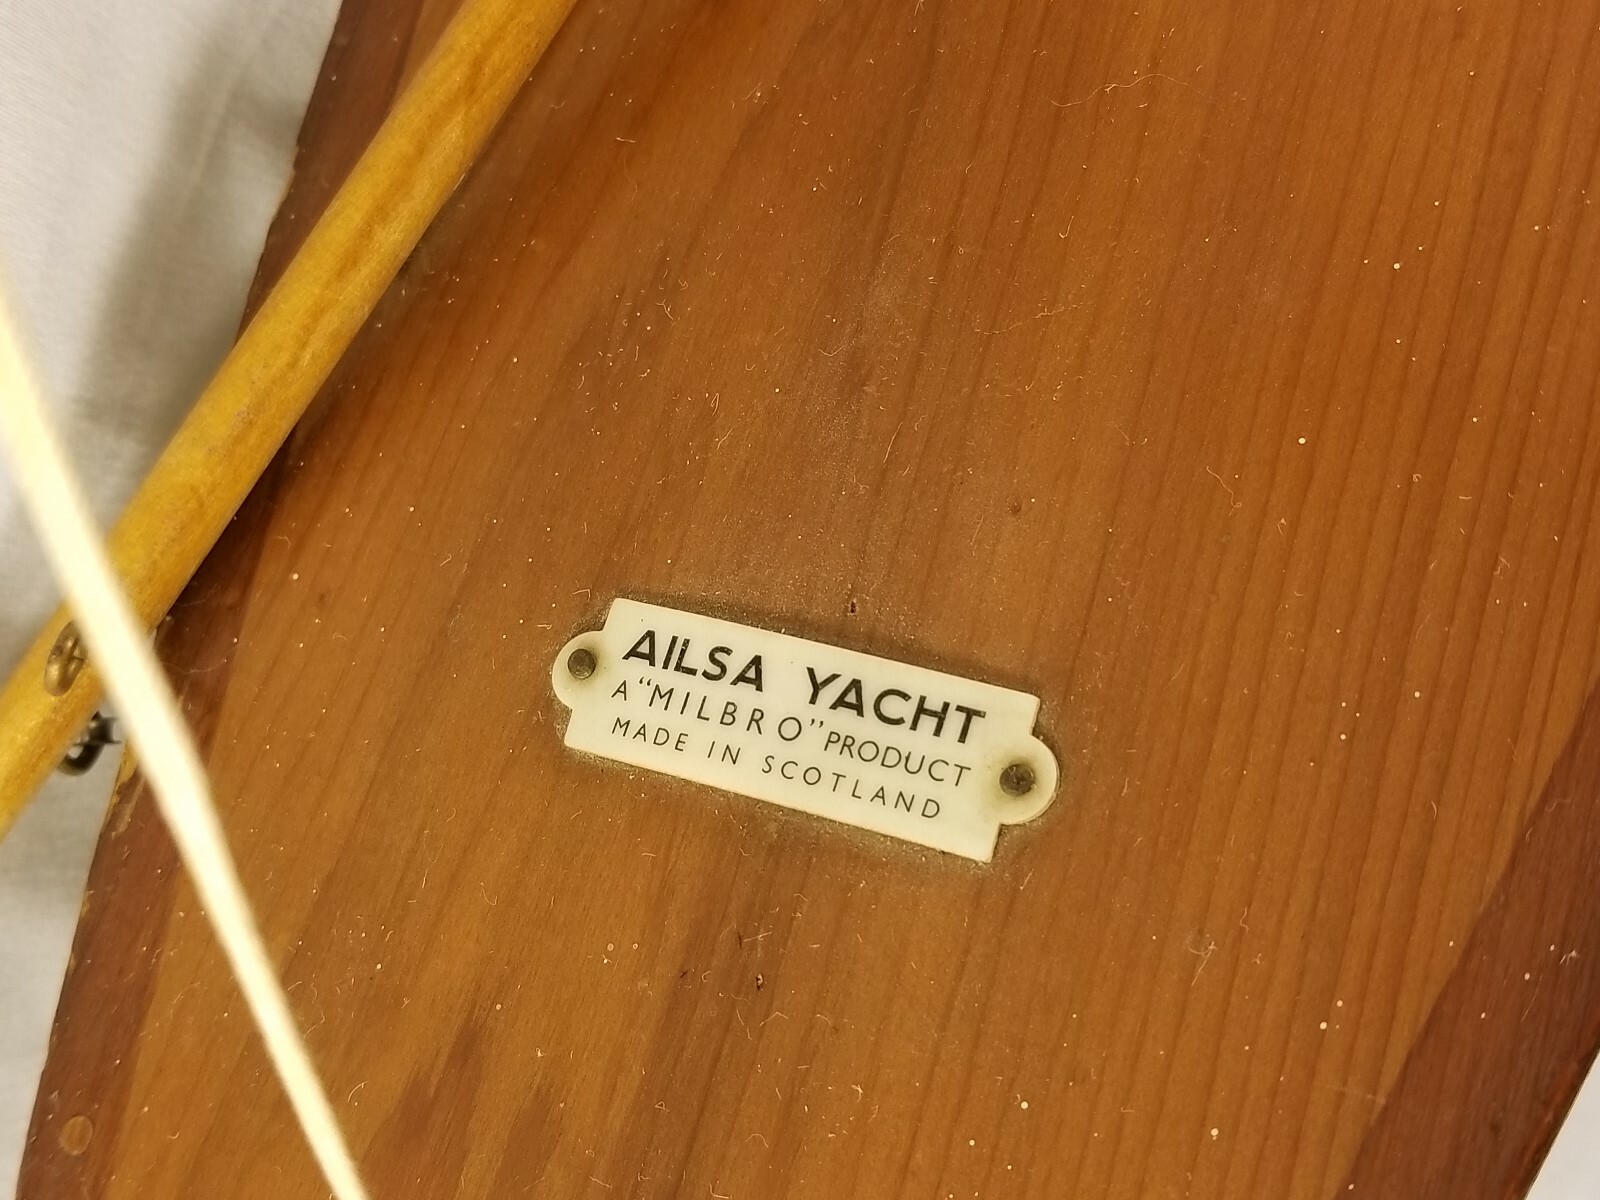 AILSA YACHT
A “MILBRO” PRODUCT
MADE IN SCOTLAND